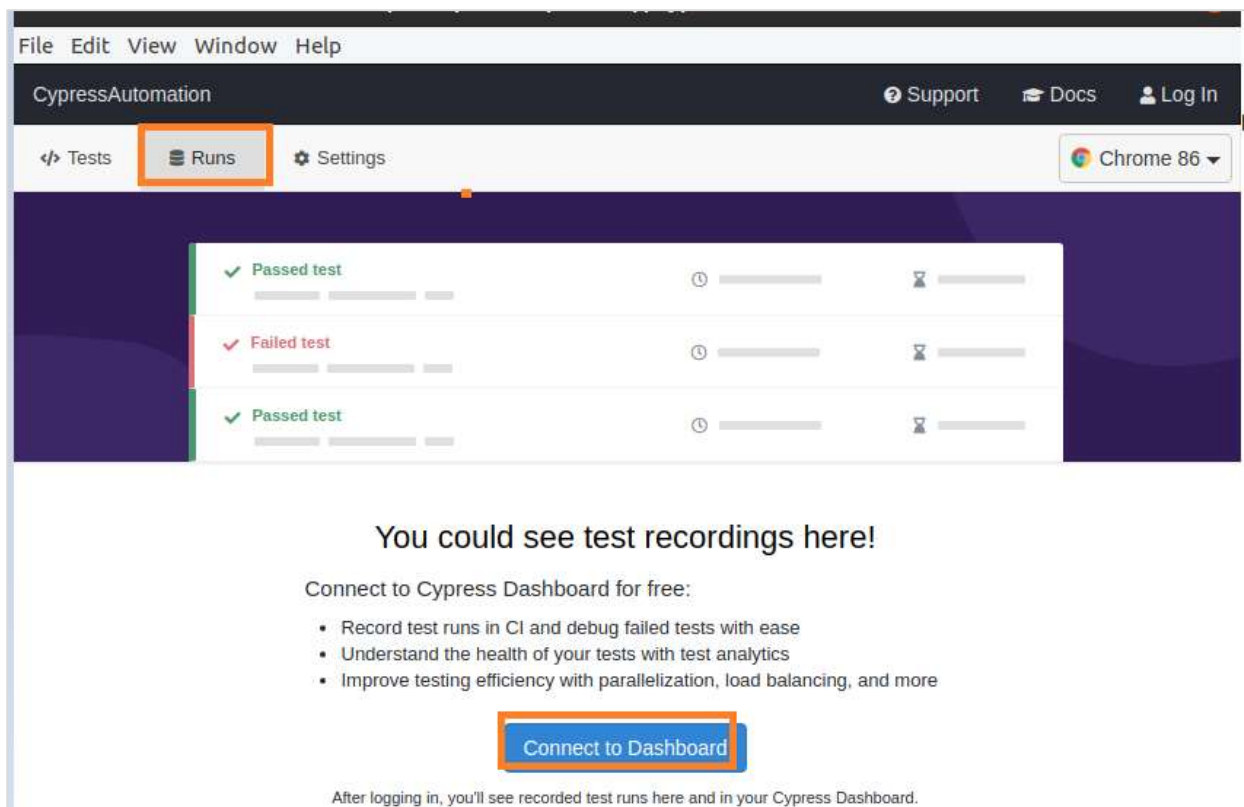 File Edit View Window Help
CypressAutomation Support Docs Log In
</> Tests Runs Settings Chrome 86
Passed test
Failed test
Passed test
You could see test recordings here!
Connect to Cypress Dashboard for free:
• Record test runs in CI and debug failed tests with ease
• Understand the health of your tests with test analytics
• Improve testing efficiency with parallelization, load balancing, and more
Connect to Dashboard
After logging in, you'll see recorded test runs here and in your Cypress Dashboard.